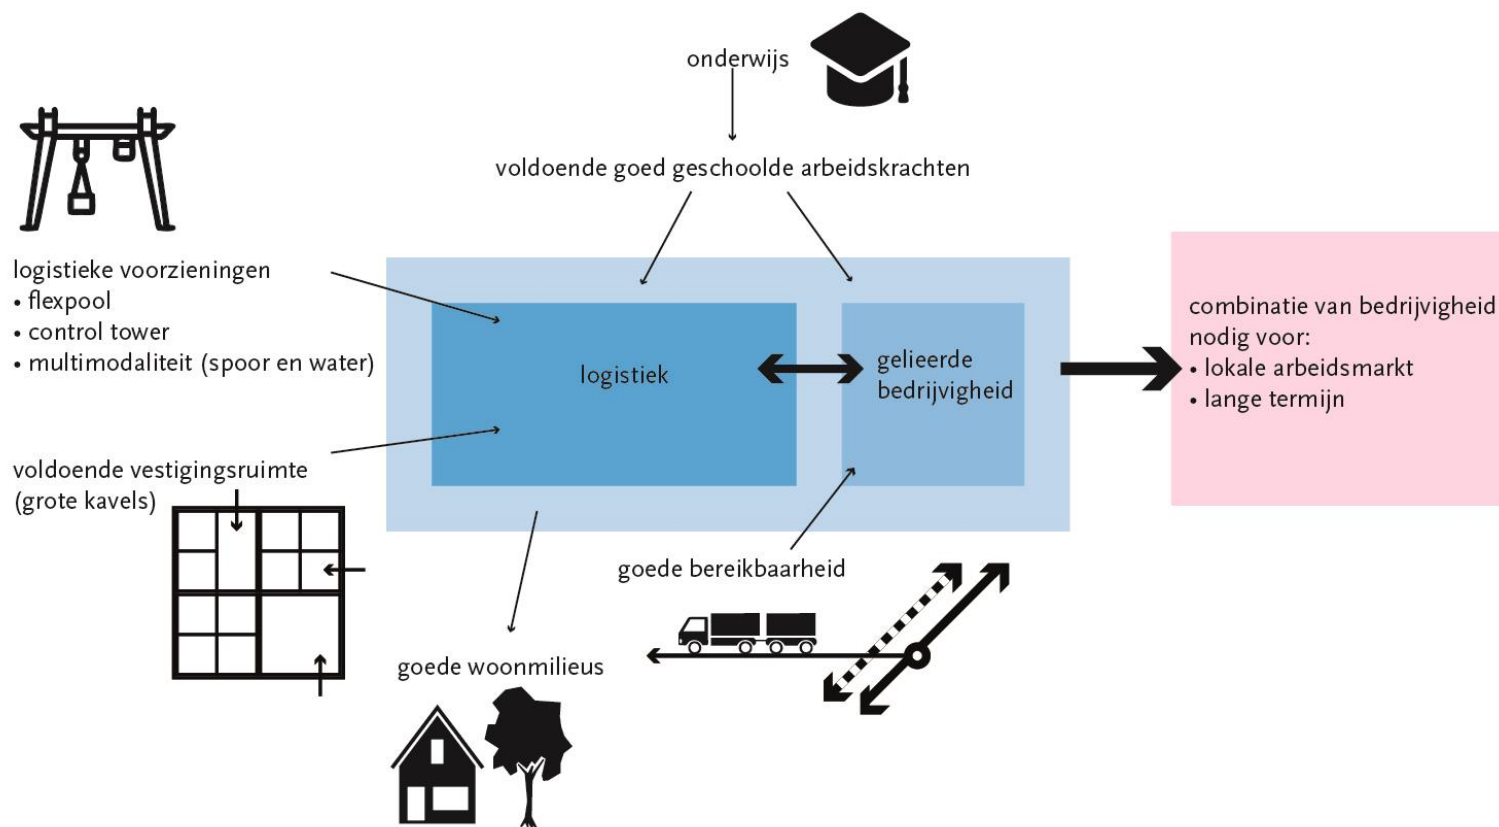 onderwijs
voldoende goed geschoolde arbeidskrachten
logistieke voorzieningen
• flexpool
• control tower
• multimodaliteit (spoor en water)
logistiek
gelieerde
bedrijvigheid
combinatie van bedrijvigheid
nodig voor:
• lokale arbeidsmarkt
• lange termijn
voldoende vestigingsruimte
(grote kavels)
goede bereikbaarheid
goede woonmilieus